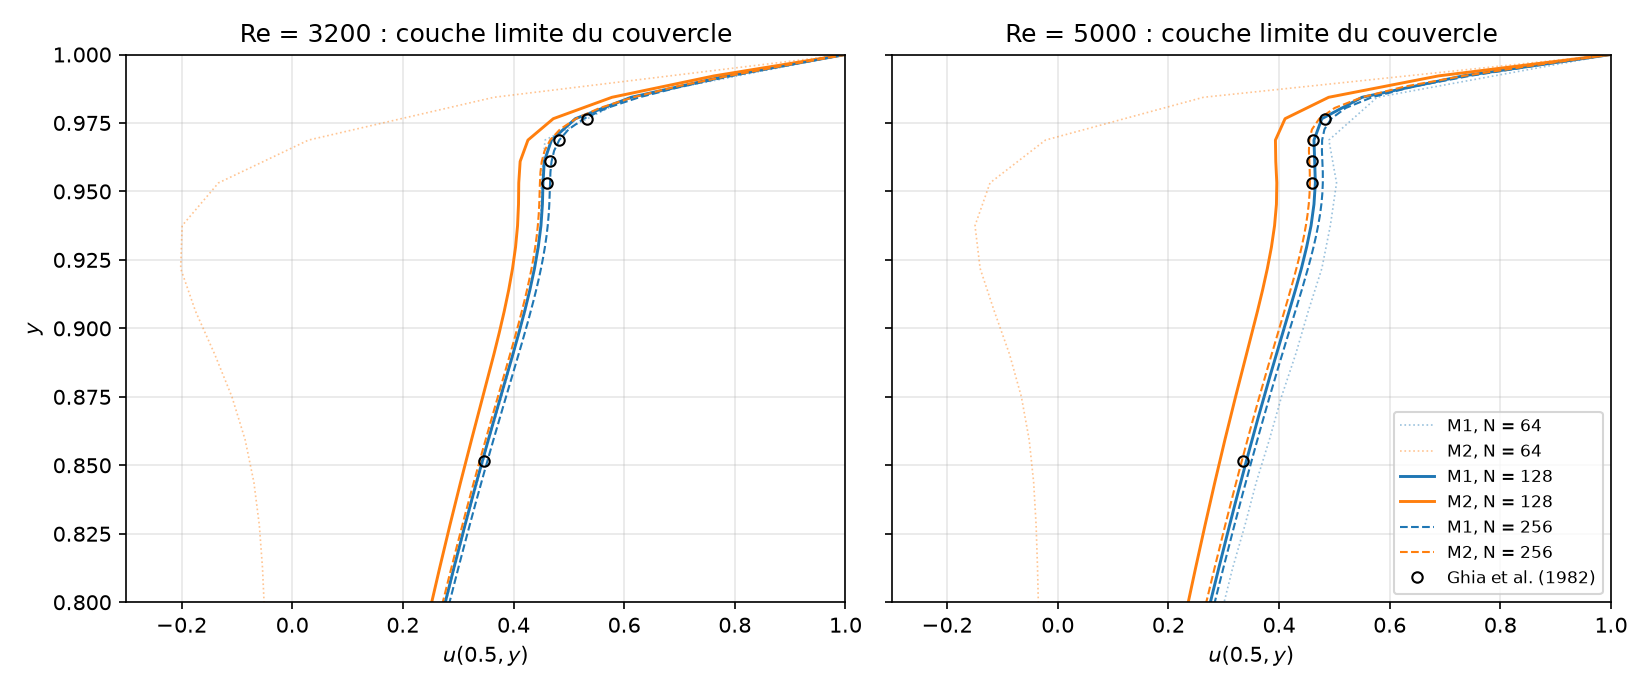 Re = 3200 : couche limite du couvercle
1.000
0.975
0.950
0.925
0.900
0.875
0.850
0.825
0.800
y
−0.2 0.0 0.2 0.4 0.6 0.8 1.0
u(0.5, y)
Re = 5000 : couche limite du couvercle
M1, N = 64
M2, N = 64
M1, N = 128
M2, N = 128
M1, N = 256
M2, N = 256
Ghia et al. (1982)
−0.2 0.0 0.2 0.4 0.6 0.8 1.0
u(0.5, y)